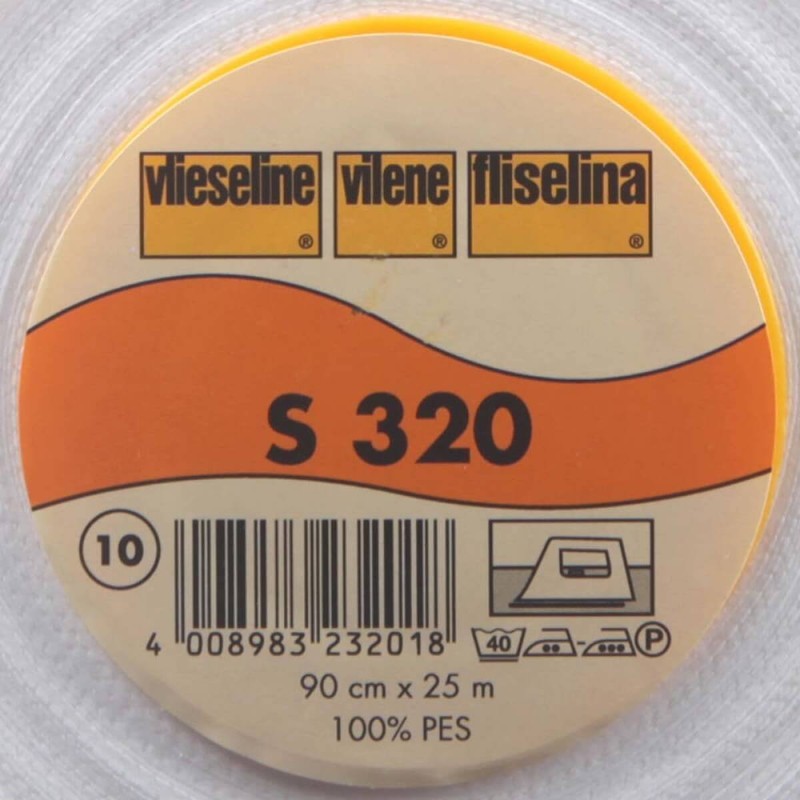 vlieseline ® vilene ® fliselina ®
S 320
10
4 008983 232018
40 P
90 cm x 25 m
100% PES